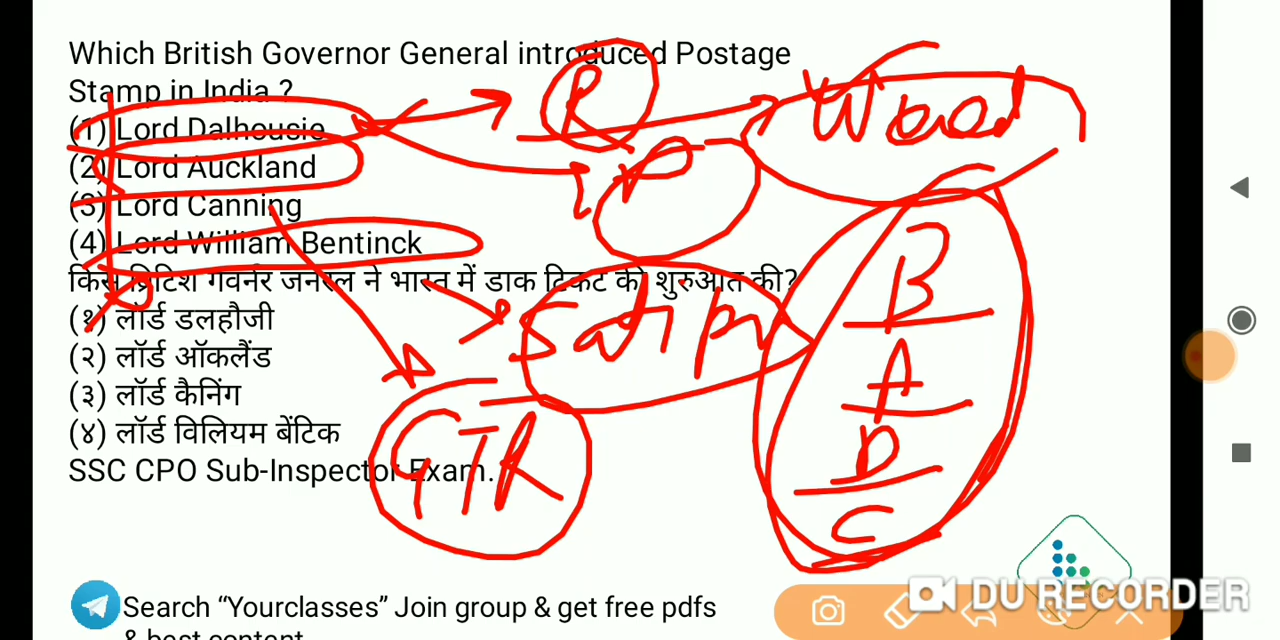 Which British Governor General introduced Postage
Stamp in India ?
(1) Lord Dalhousie
(2) Lord Auckland
(3) Lord Canning
(4) Lord William Bentinck
किस ब्रिटिश गवर्नर जनरल ने भारत में डाक टिकट की शुरुआत की?
(१) लॉर्ड डलहौजी
(२) लॉर्ड ऑकलैंड
(३) लॉर्ड कैनिंग
(४) लॉर्ड विलियम बेंटिक
SSC CPO Sub-Inspector Exam.
R
P
Wood
B
A
D
C
GTR
Search “Yourclasses” Join group & get free pdfs
& best content
DU RECORDER